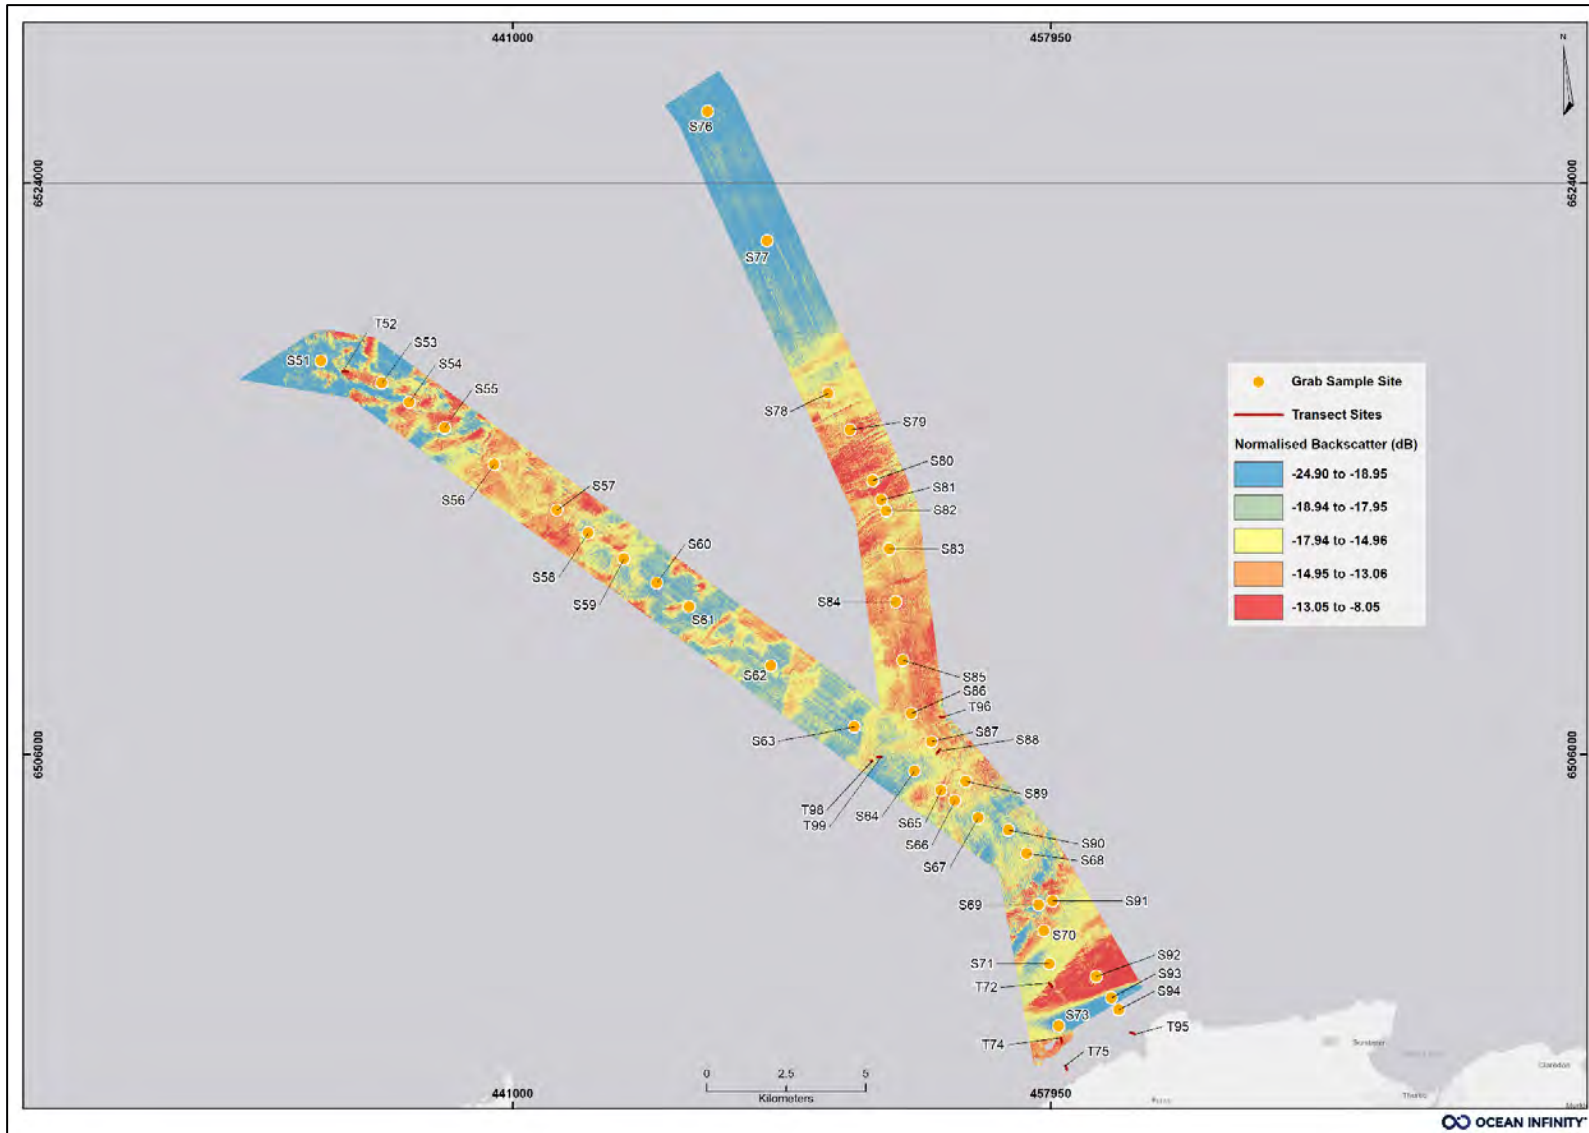 441000
457950
N
6524000
6524000
S76
S77
T52
S53
S51
S54
S55
S78
S79
S80
S56
S57
S81
S82
S60
S83
S58
S59
S84
S61
S62
S85
S86
T96
S63
S87
S88
6506000
6506000
T98
T99
S64
S65
S66
S67
S89
S90
S68
S69
S91
S70
S71
S92
T72
S93
S94
S73
T95
T74
T75
Grab Sample Site
Transect Sites
Normalised Backscatter (dB)
-24.90 to -18.95
-18.94 to -17.95
-17.94 to -14.96
-14.95 to -13.06
-13.05 to -8.05
0 2.5 5
Kilometers
441000
457950
OCEAN INFINITY